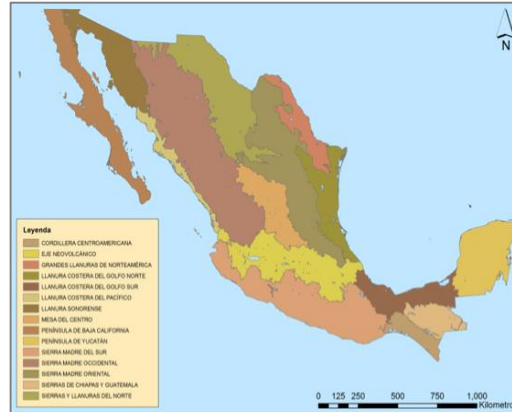 N
Leyenda
CORDILLERA CENTROAMERICANA
EJE NEOVOLCÁNICO
GRANDES LLANURAS DE NORTEAMÉRICA
LLANURA COSTERA DEL GOLFO NORTE
LLANURA COSTERA DEL GOLFO SUR
LLANURA COSTERA DEL PACÍFICO
LLANURA SONORENSE
MESA DEL CENTRO
PENÍNSULA DE BAJA CALIFORNIA
PENÍNSULA DE YUCATÁN
SIERRA MADRE DEL SUR
SIERRA MADRE OCCIDENTAL
SIERRA MADRE ORIENTAL
SIERRAS DE CHIAPAS Y GUATEMALA
SIERRAS Y LLANURAS DEL NORTE
0 125 250 500 750 1,000
Kilometro